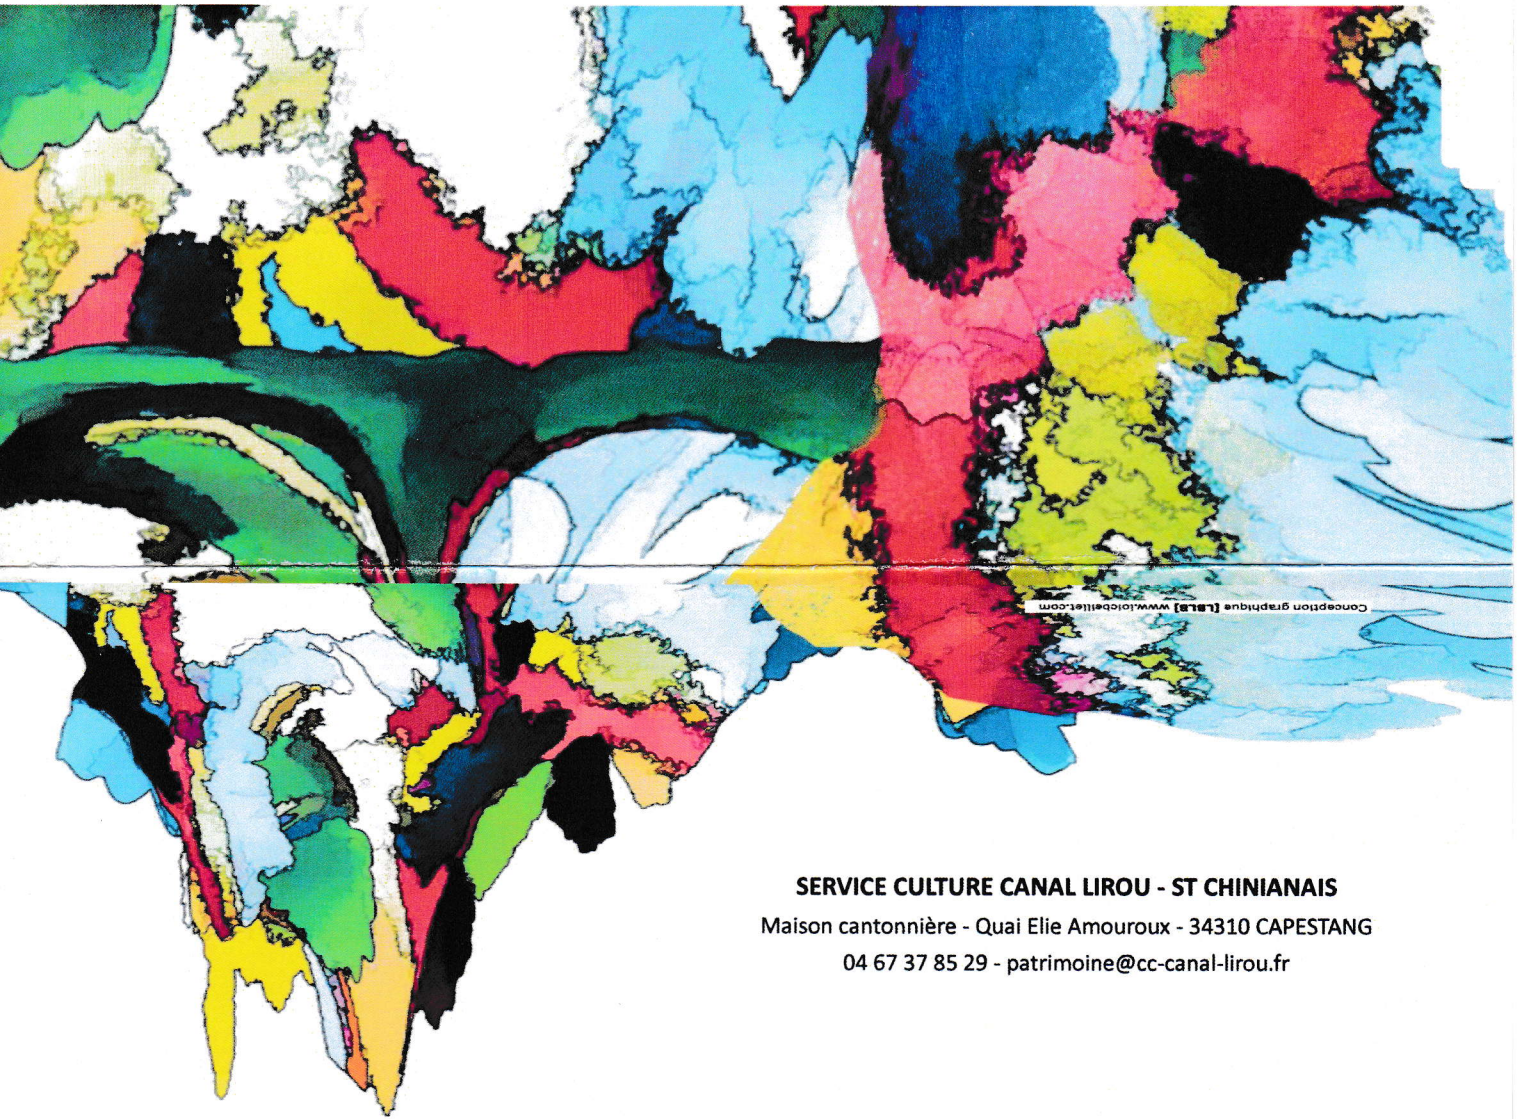 Conception graphique [LBLB] www.loloicbeillet.com
SERVICE CULTURE CANAL LIROU - ST CHINIANAIS
Maison cantonnière - Quai Elie Amouroux - 34310 CAPESTANG
04 67 37 85 29 - patrimoine@cc-canal-lirou.fr